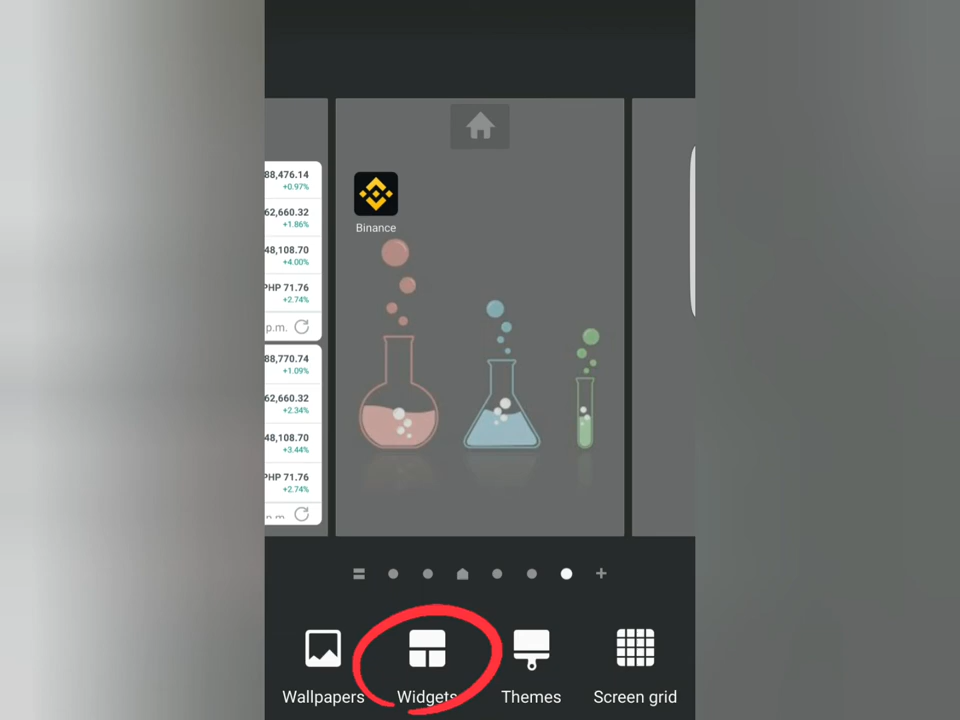 88,476.14
+0.97%
62,660.32
+1.86%
48,108.70
+4.00%
PHP 71.76
+2.74%
p.m.
88,770.74
+1.09%
62,660.32
+2.34%
48,108.70
+3.44%
PHP 71.76
+2.74%
Binance
Wallpapers Widgets Themes Screen grid